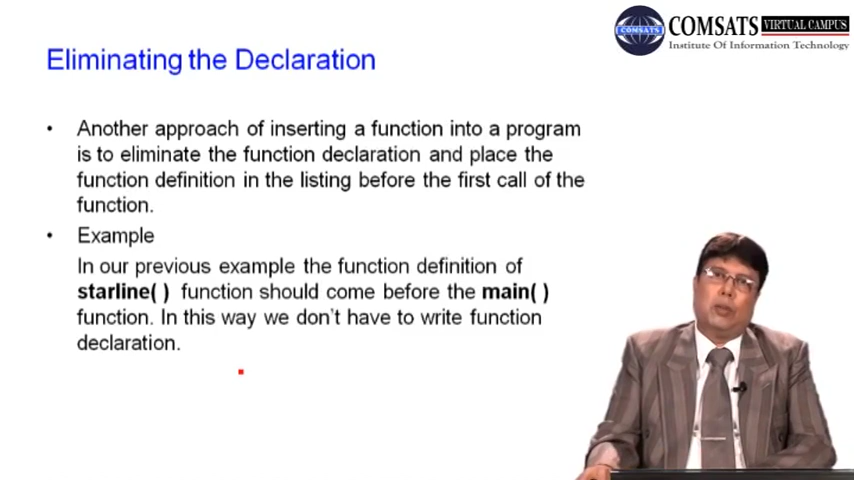 COMSATS VIRTUAL CAMPUS
Institute Of Information Technology
COMSATS
Eliminating the Declaration
• Another approach of inserting a function into a program
is to eliminate the function declaration and place the
function definition in the listing before the first call of the
function.
• Example
In our previous example the function definition of
starline( ) function should come before the main( )
function. In this way we don't have to write function
declaration.